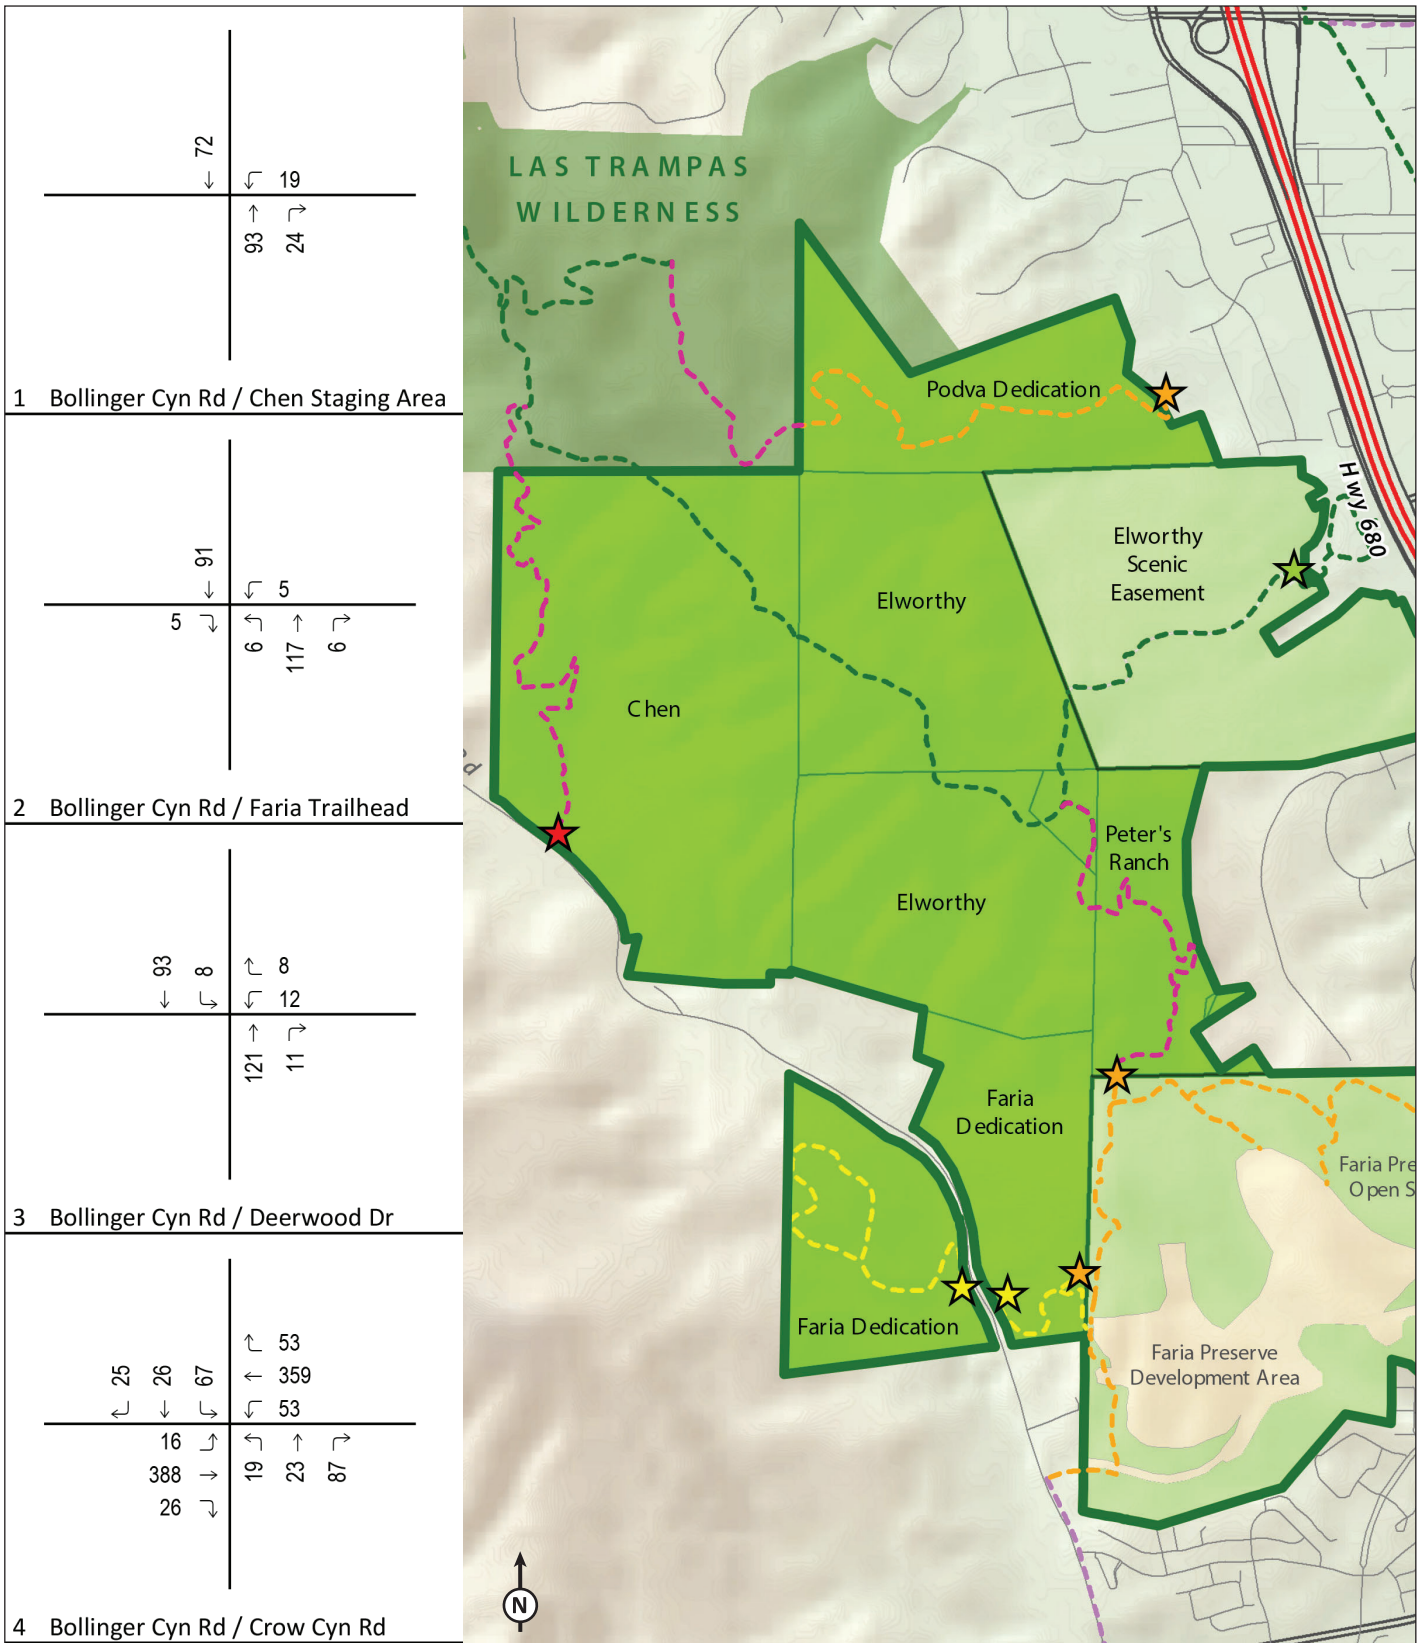 72
19
93
24
1 Bollinger Cyn Rd / Chen Staging Area
91
5
5
6
117
6
2 Bollinger Cyn Rd / Faria Trailhead
93
8
8
12
121
11
3 Bollinger Cyn Rd / Deerwood Dr
25
26
67
53
359
53
16
388
26
19
23
87
4 Bollinger Cyn Rd / Crow Cyn Rd
LAS TRAMPAS
WILDERNESS
Podva Dedication
Hwy 680
Elworthy
Scenic
Easement
Elworthy
Chen
Peter's
Ranch
Elworthy
Faria
Dedication
Faria Pre
Open S
Faria Dedication
Faria Preserve
Development Area
N